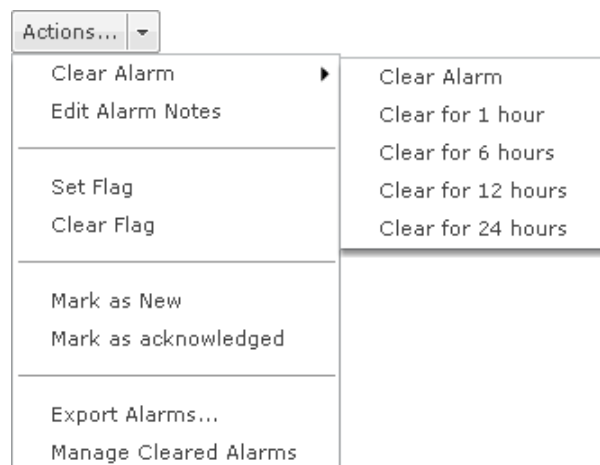 Actions...
Clear Alarm
Edit Alarm Notes
Set Flag
Clear Flag
Mark as New
Mark as acknowledged
Export Alarms...
Manage Cleared Alarms
Clear Alarm
Clear for 1 hour
Clear for 6 hours
Clear for 12 hours
Clear for 24 hours